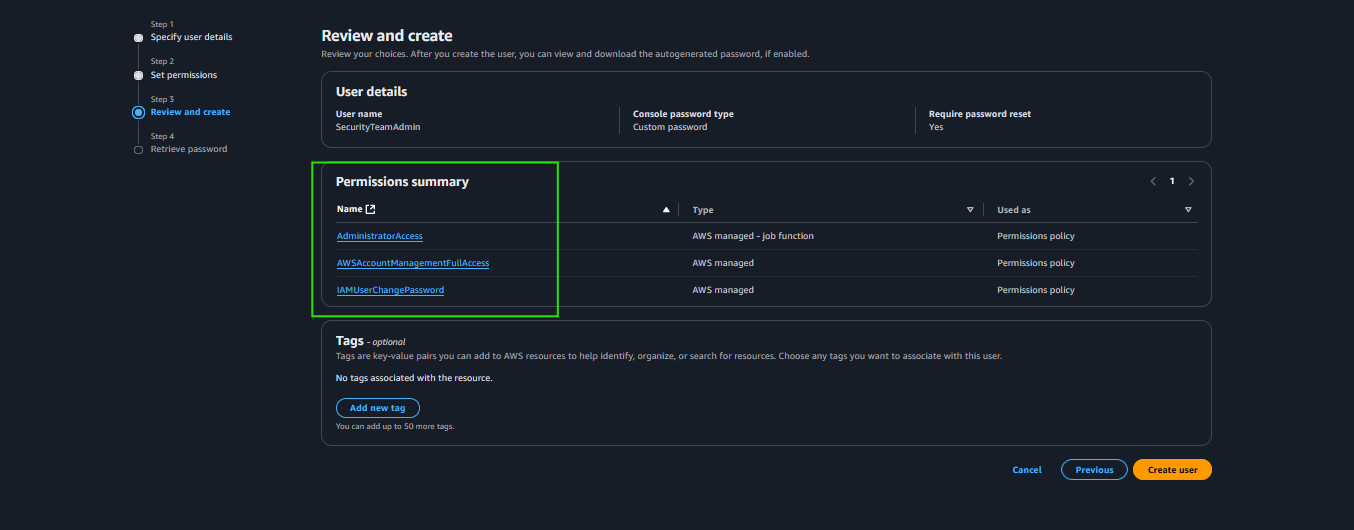 Step 1
Specify user details
Step 2
Set permissions
Step 3
Review and create
Step 4
Retrieve password
Review and create
Review your choices. After you create the user, you can view and download the autogenerated password, if enabled.
User details
User name
SecurityTeamAdmin
Console password type
Custom password
Require password reset
Yes
Permissions summary
1
Name Type Used as
AdministratorAccess AWS managed - job function Permissions policy
AWSAccountManagementFullAccess AWS managed Permissions policy
IAMUserChangePassword AWS managed Permissions policy
Tags - optional
Tags are key-value pairs you can add to AWS resources to help identify, organize, or search for resources. Choose any tags you want to associate with this user.
No tags associated with the resource.
Add new tag
You can add up to 50 more tags.
Cancel Previous Create user